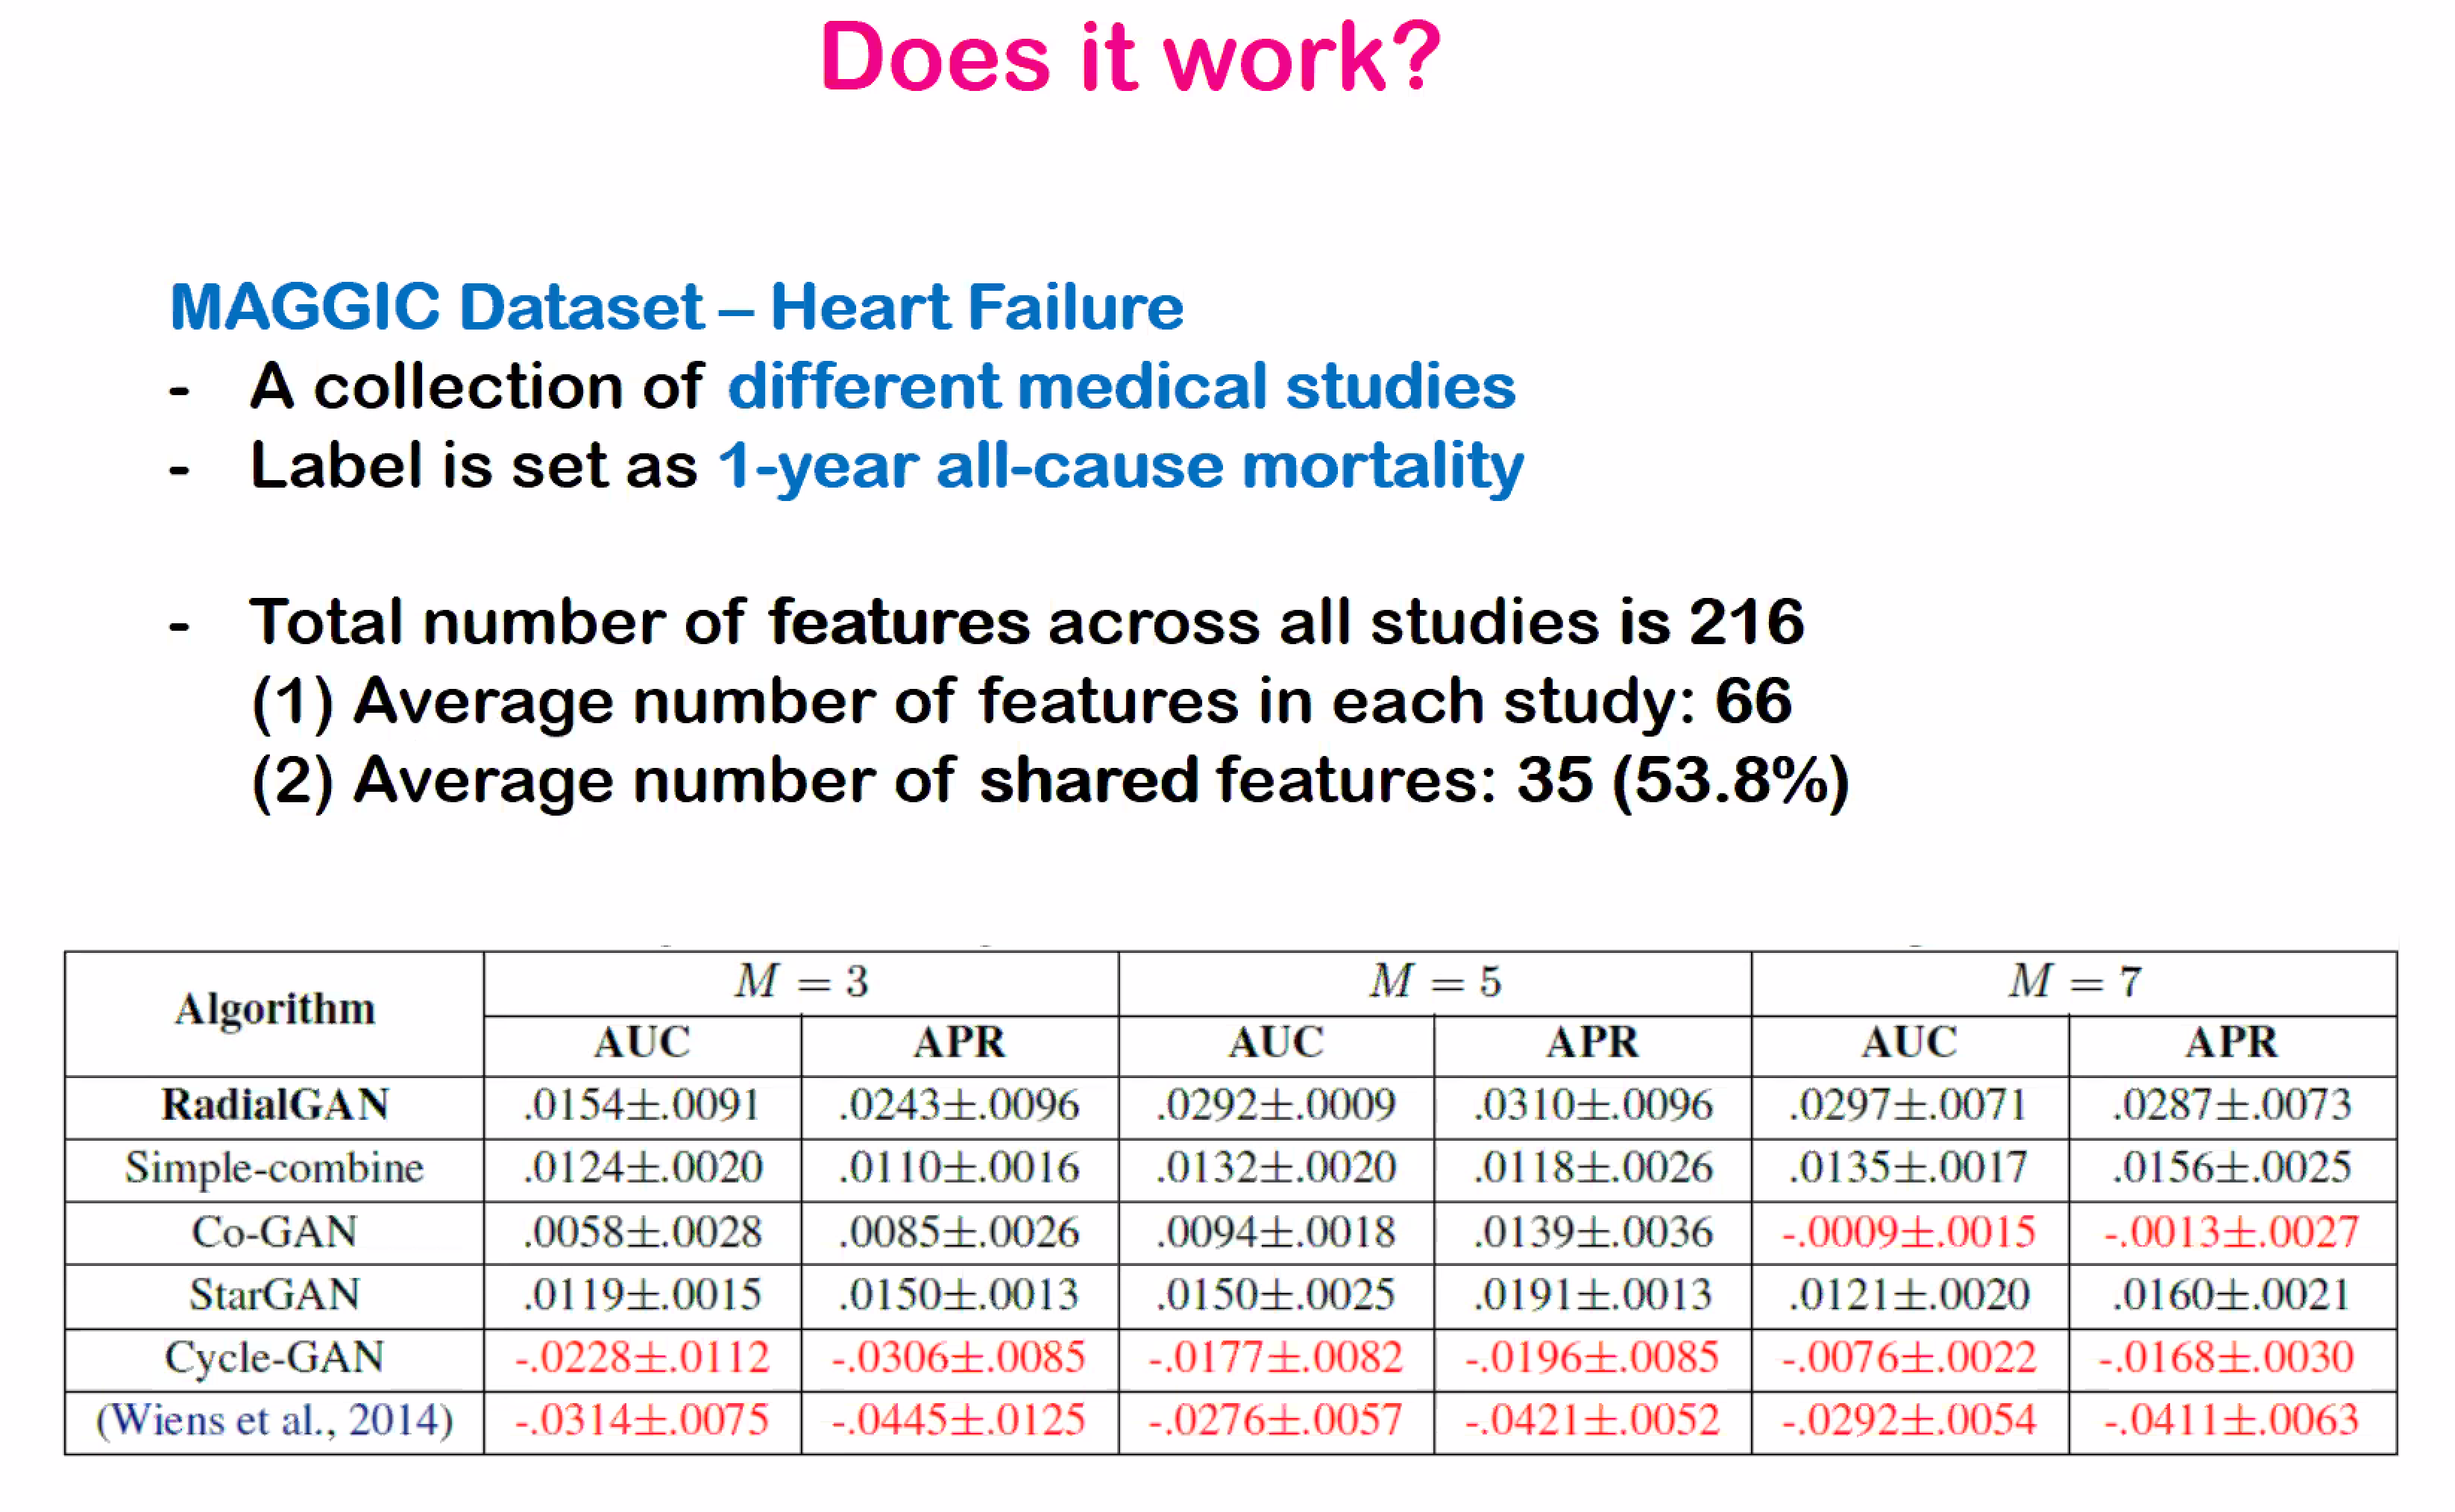 Does it work?
MAGGIC Dataset – Heart Failure
- A collection of different medical studies
- Label is set as 1-year all-cause mortality
- Total number of features across all studies is 216
(1) Average number of features in each study: 66
(2) Average number of shared features: 35 (53.8%)
Algorithm M = 3 M = 5 M = 7
AUC APR AUC APR AUC APR
RadialGAN .0154±.0091 .0243±.0096 .0292±.0009 .0310±.0096 .0297±.0071 .0287±.0073
Simple-combine .0124±.0020 .0110±.0016 .0132±.0020 .0118±.0026 .0135±.0017 .0156±.0025
Co-GAN .0058±.0028 .0085±.0026 .0094±.0018 .0139±.0036 -.0009±.0015 -.0013±.0027
StarGAN .0119±.0015 .0150±.0013 .0150±.0025 .0191±.0013 .0121±.0020 .0160±.0021
Cycle-GAN -.0228±.0112 -.0306±.0085 -.0177±.0082 -.0196±.0085 -.0076±.0022 -.0168±.0030
(Wiens et al., 2014) -.0314±.0075 -.0445±.0125 -.0276±.0057 -.0421±.0052 -.0292±.0054 -.0411±.0063